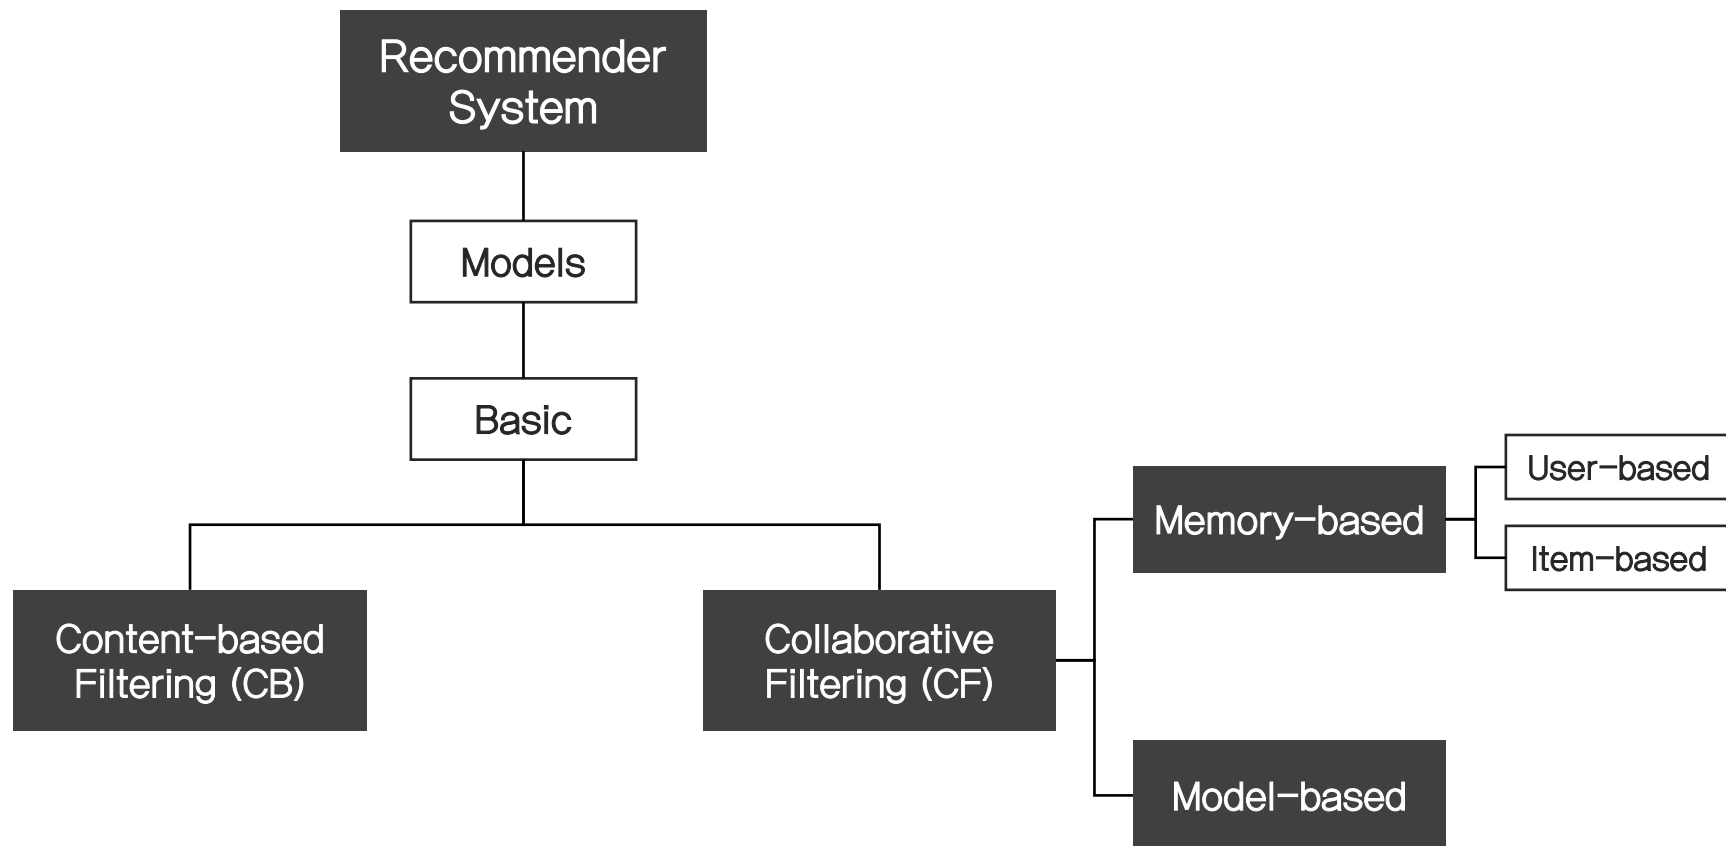 Recommender
System
Models
Basic
Content-based
Filtering (CB)
Collaborative
Filtering (CF)
Memory-based
User-based
Item-based
Model-based